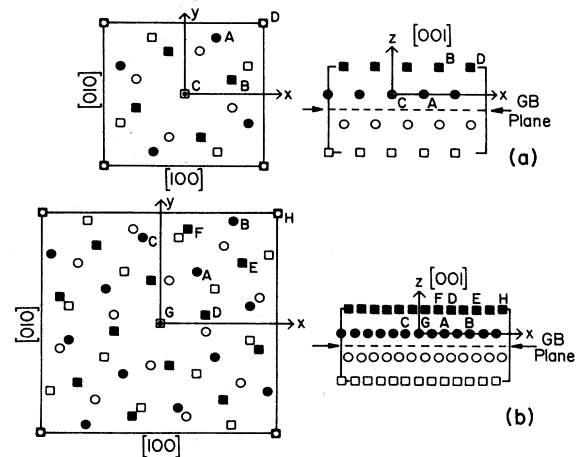 y
D
A
C
B
x
[010]
[100]
z
[001]
B
D
C
A
x
GB
Plane
(a)
y
H
B
C
F
A
E
D
G
x
[010]
[100]
z
[001]
F
D
E
H
C
G
A
B
x
GB
Plane
(b)